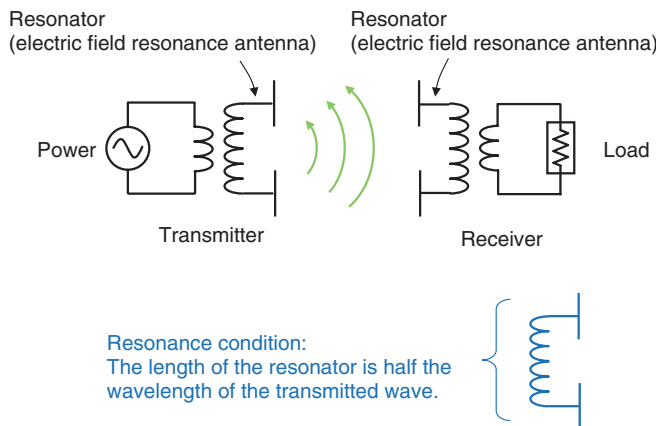 Resonator
(electric field resonance antenna)
Resonator
(electric field resonance antenna)
Power
Load
Transmitter
Receiver
Resonance condition:
The length of the resonator is half the
wavelength of the transmitted wave.